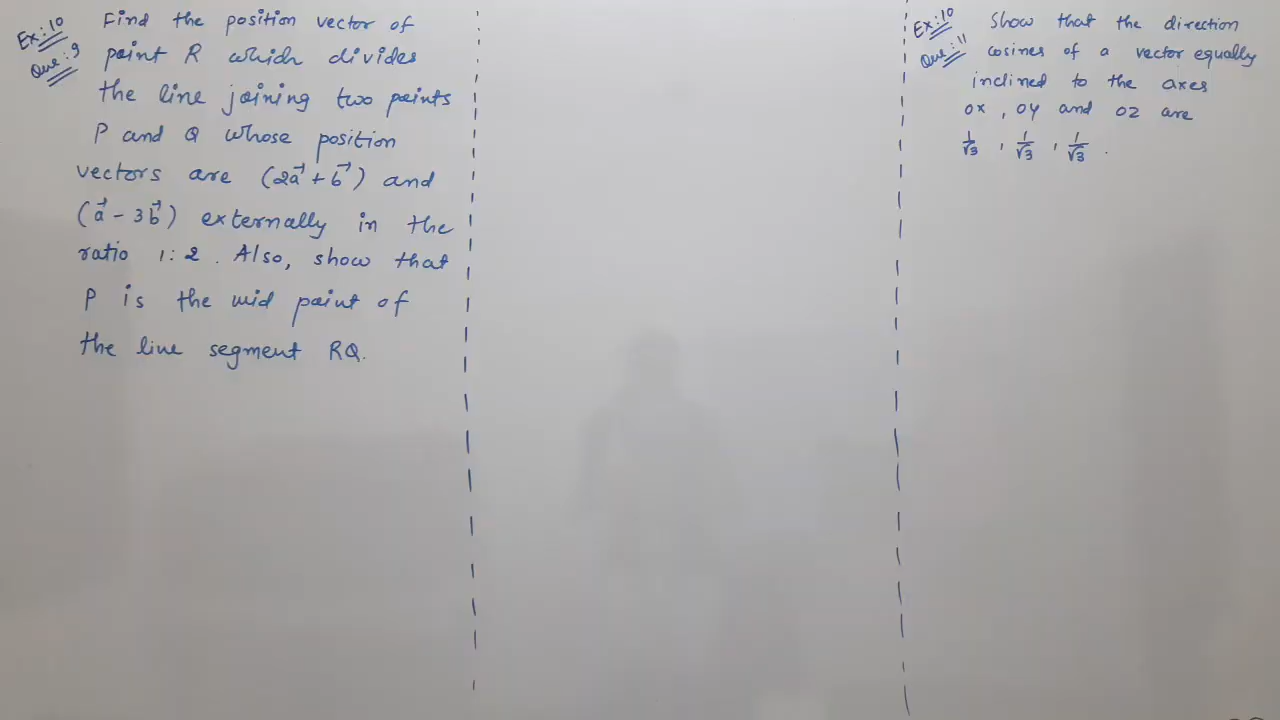 Ex:10
Que:9
Find the position vector of
point R which divides
the line joining two points
P and Q whose position
vectors are (2a⃗ + b⃗) and
(a⃗ - 3b⃗) externally in the
ratio 1:2. Also, show that
P is the mid point of
the line segment RQ.
Ex:10
Que:11
Show that the direction
cosines of a vector equally
inclined to the axes
OX, OY and OZ are
1/√3, 1/√3, 1/√3.